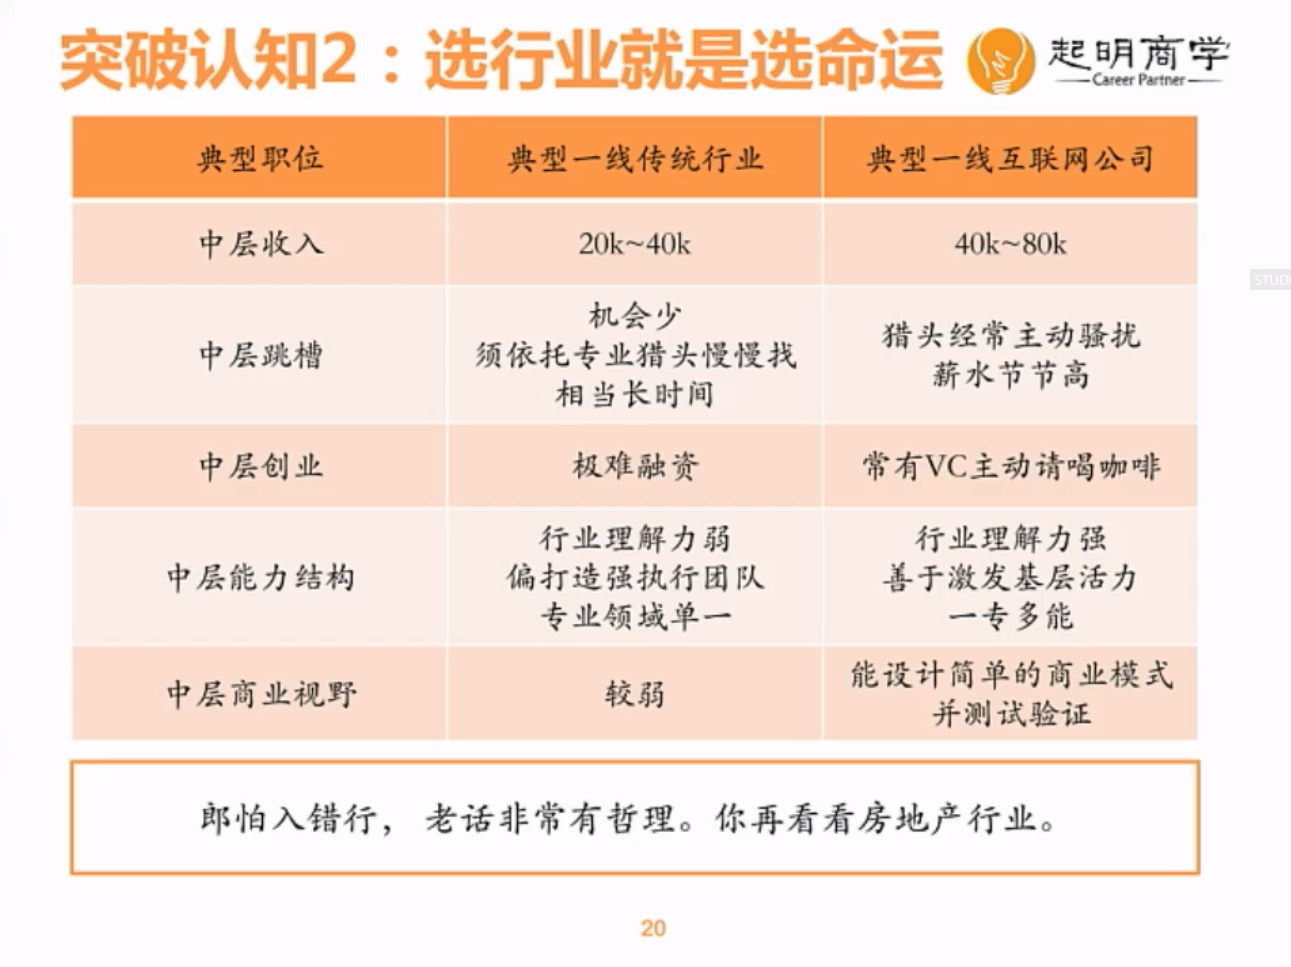 突破认知2：选行业就是选命运
起明商学
Career Partner
典型职位 典型一线传统行业 典型一线互联网公司
中层收入 20k~40k 40k~80k
中层跳槽
机会少
须依托专业猎头慢慢找
相当长时间
猎头经常主动骚扰
薪水节节高
中层创业 极难融资 常有VC主动请喝咖啡
中层能力结构
行业理解力弱
偏打造强执行团队
专业领域单一
行业理解力强
善于激发基层活力
一专多能
中层商业视野 较弱
能设计简单的商业模式
并测试验证
郎怕入错行， 老话非常有哲理。你再看看房地产行业。
20